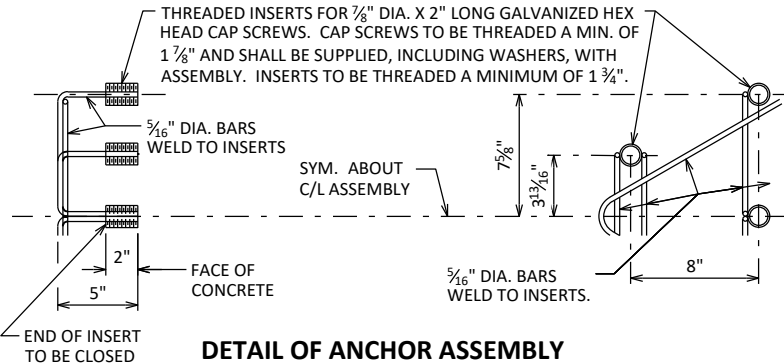 THREADED INSERTS FOR ⅞" DIA. X 2" LONG GALVANIZED HEX
HEAD CAP SCREWS. CAP SCREWS TO BE THREADED A MIN. OF
1 ⅞" AND SHALL BE SUPPLIED, INCLUDING WASHERS, WITH
ASSEMBLY. INSERTS TO BE THREADED A MINIMUM OF 1 ¾".
5⁄16" DIA. BARS
WELD TO INSERTS
SYM. ABOUT
C/L ASSEMBLY
7⅝"
3 13⁄16"
2"
5"
FACE OF
CONCRETE
5⁄16" DIA. BARS
WELD TO INSERTS.
8"
END OF INSERT
TO BE CLOSED
DETAIL OF ANCHOR ASSEMBLY